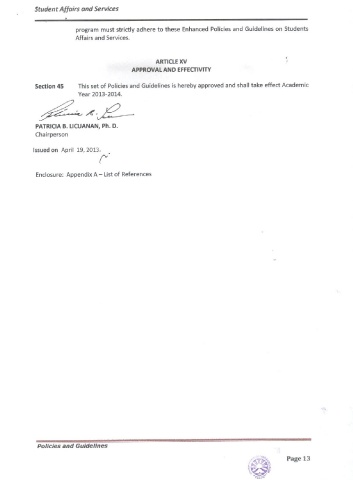 Student Affairs and Services
program must strictly adhere to these Enhanced Policies and Guidelines on Students
Affairs and Services.
ARTICLE XV
APPROVAL AND EFFECTIVITY
Section 45 This set of Policies and Guidelines is hereby approved and shall take effect Academic
Year 2013-2014.
PATRICIA B. LICUANAN, Ph. D.
Chairperson
Issued on April 19, 2013.
Enclosure: Appendix A – List of References
Policies and Guidelines
Page 13